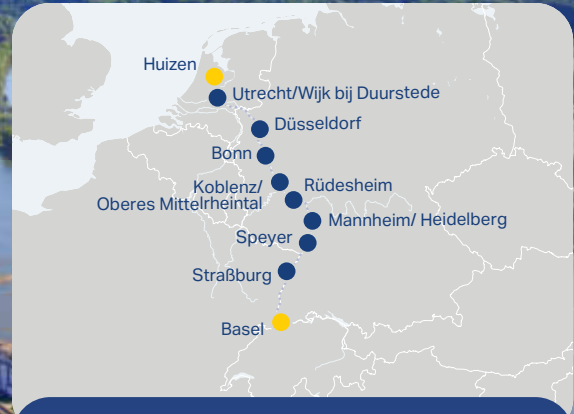 Huizen
Utrecht/Wijk bij Duurstede
Düsseldorf
Bonn
Koblenz/
Oberes Mittelrheintal
Rüdesheim
Mannheim/ Heidelberg
Speyer
Straßburg
Basel